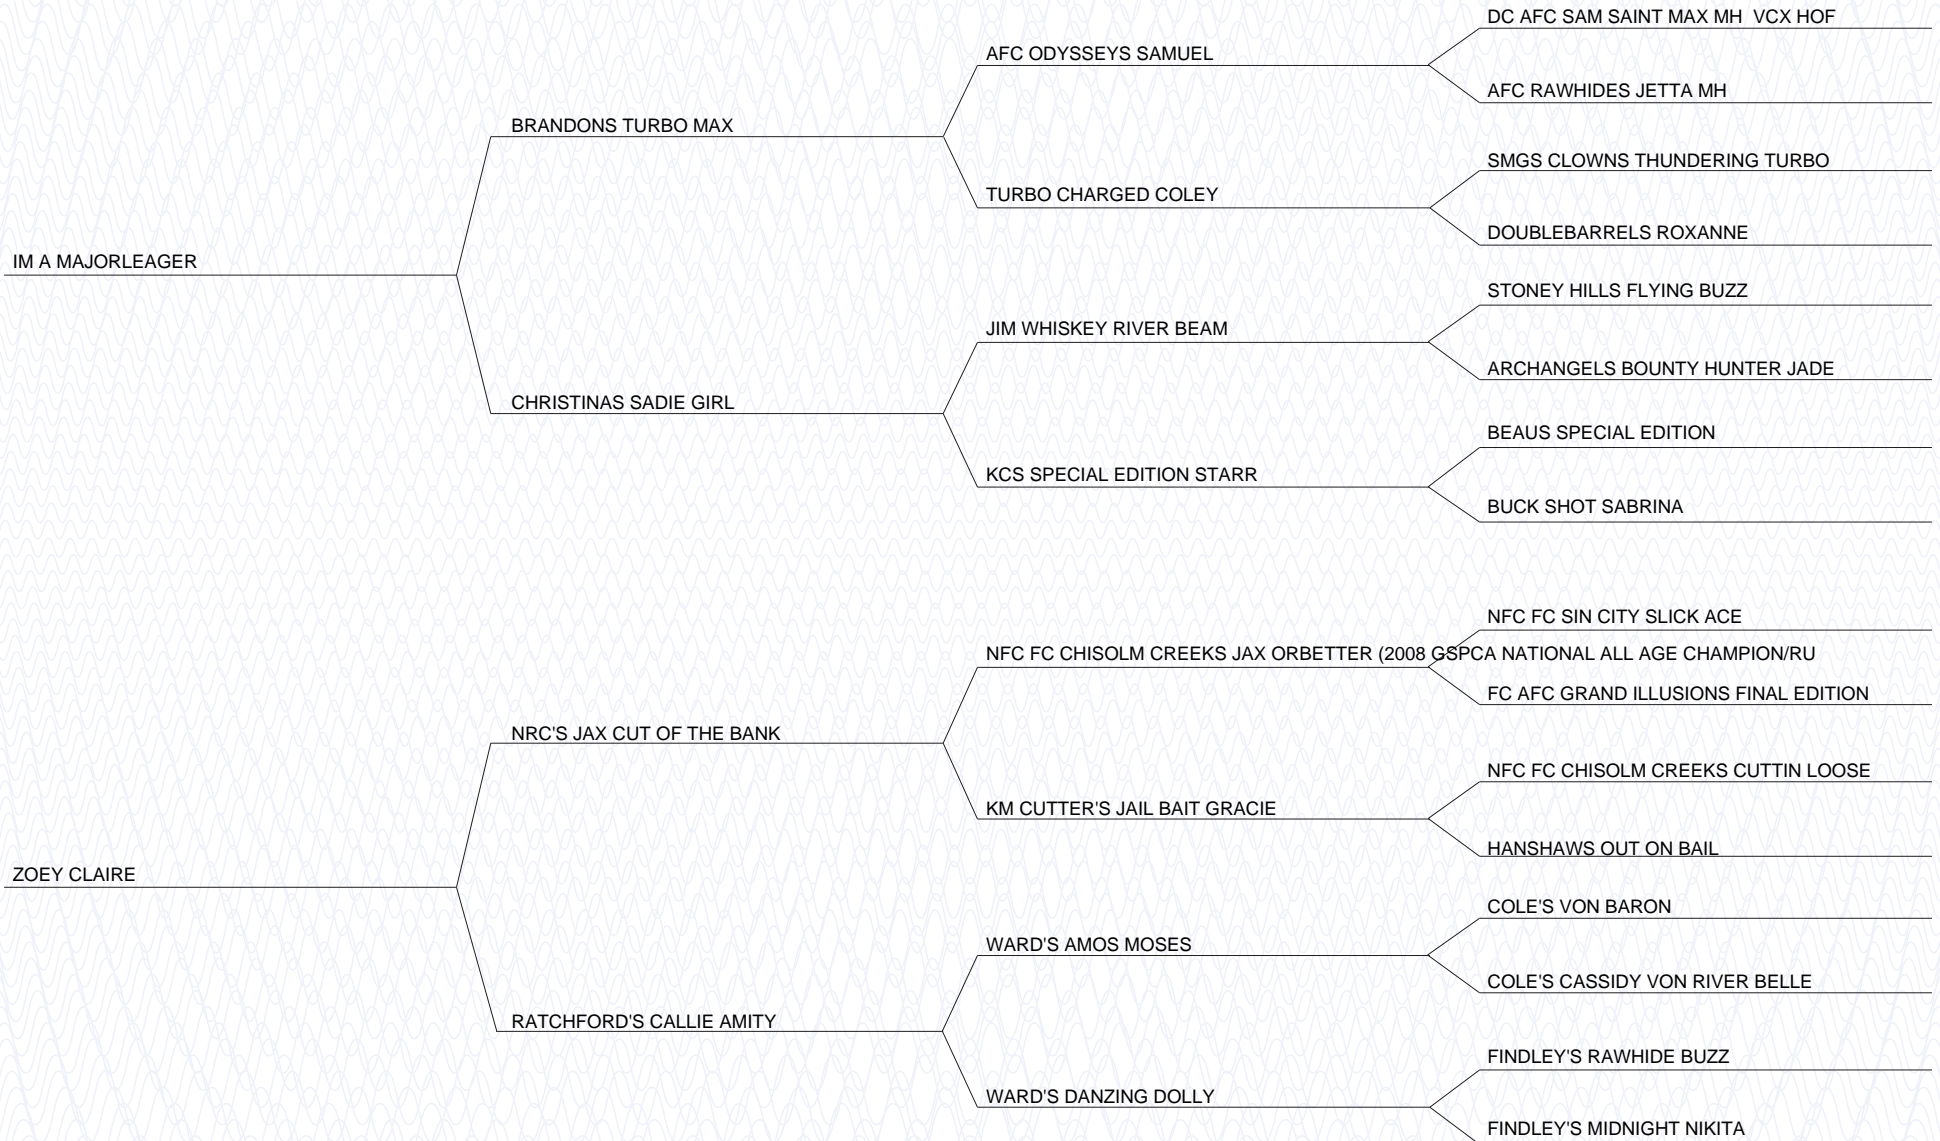 DC AFC SAM SAINT MAX MH  VCX HOF
AFC ODYSSEYS SAMUEL
AFC RAWHIDES JETTA MH
BRANDONS TURBO MAX
SMGS CLOWNS THUNDERING TURBO
TURBO CHARGED COLEY
DOUBLEBARRELS ROXANNE
IM A MAJORLEAGER
STONEY HILLS FLYING BUZZ
JIM WHISKEY RIVER BEAM
ARCHANGELS BOUNTY HUNTER JADE
CHRISTINAS SADIE GIRL
BEAUS SPECIAL EDITION
KCS SPECIAL EDITION STARR
BUCK SHOT SABRINA
NFC FC SIN CITY SLICK ACE
NFC FC CHISOLM CREEKS JAX ORBETTER (2008 GSPCA NATIONAL ALL AGE CHAMPION/RU
FC AFC GRAND ILLUSIONS FINAL EDITION
NRC'S JAX CUT OF THE BANK
NFC FC CHISOLM CREEKS CUTTIN LOOSE
KM CUTTER'S JAIL BAIT GRACIE
HANSHAWS OUT ON BAIL
ZOEY CLAIRE
COLE'S VON BARON
WARD'S AMOS MOSES
COLE'S CASSIDY VON RIVER BELLE
RATCHFORD'S CALLIE AMITY
FINDLEY'S RAWHIDE BUZZ
WARD'S DANZING DOLLY
FINDLEY'S MIDNIGHT NIKITA